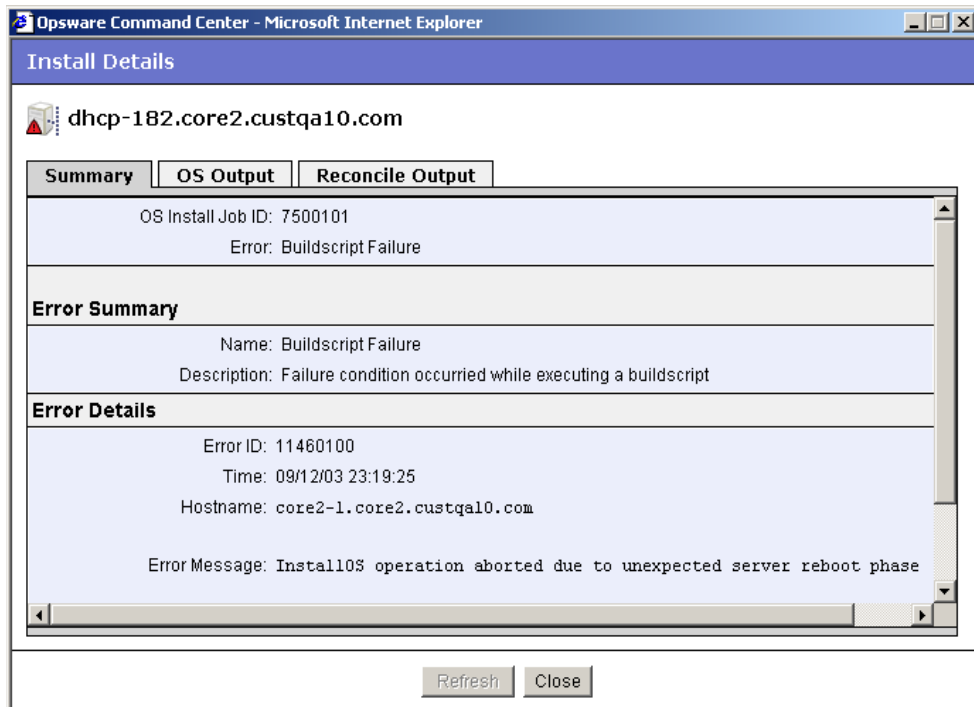 Opsware Command Center - Microsoft Internet Explorer
Install Details
dhcp-182.core2.custqa10.com
Summary OS Output Reconcile Output
OS Install Job ID: 7500101
Error: Buildscript Failure
Error Summary
Name: Buildscript Failure
Description: Failure condition occurried while executing a buildscript
Error Details
Error ID: 11460100
Time: 09/12/03 23:19:25
Hostname: core2-1.core2.custqa10.com
Error Message: InstallOS operation aborted due to unexpected server reboot phase
Refresh Close